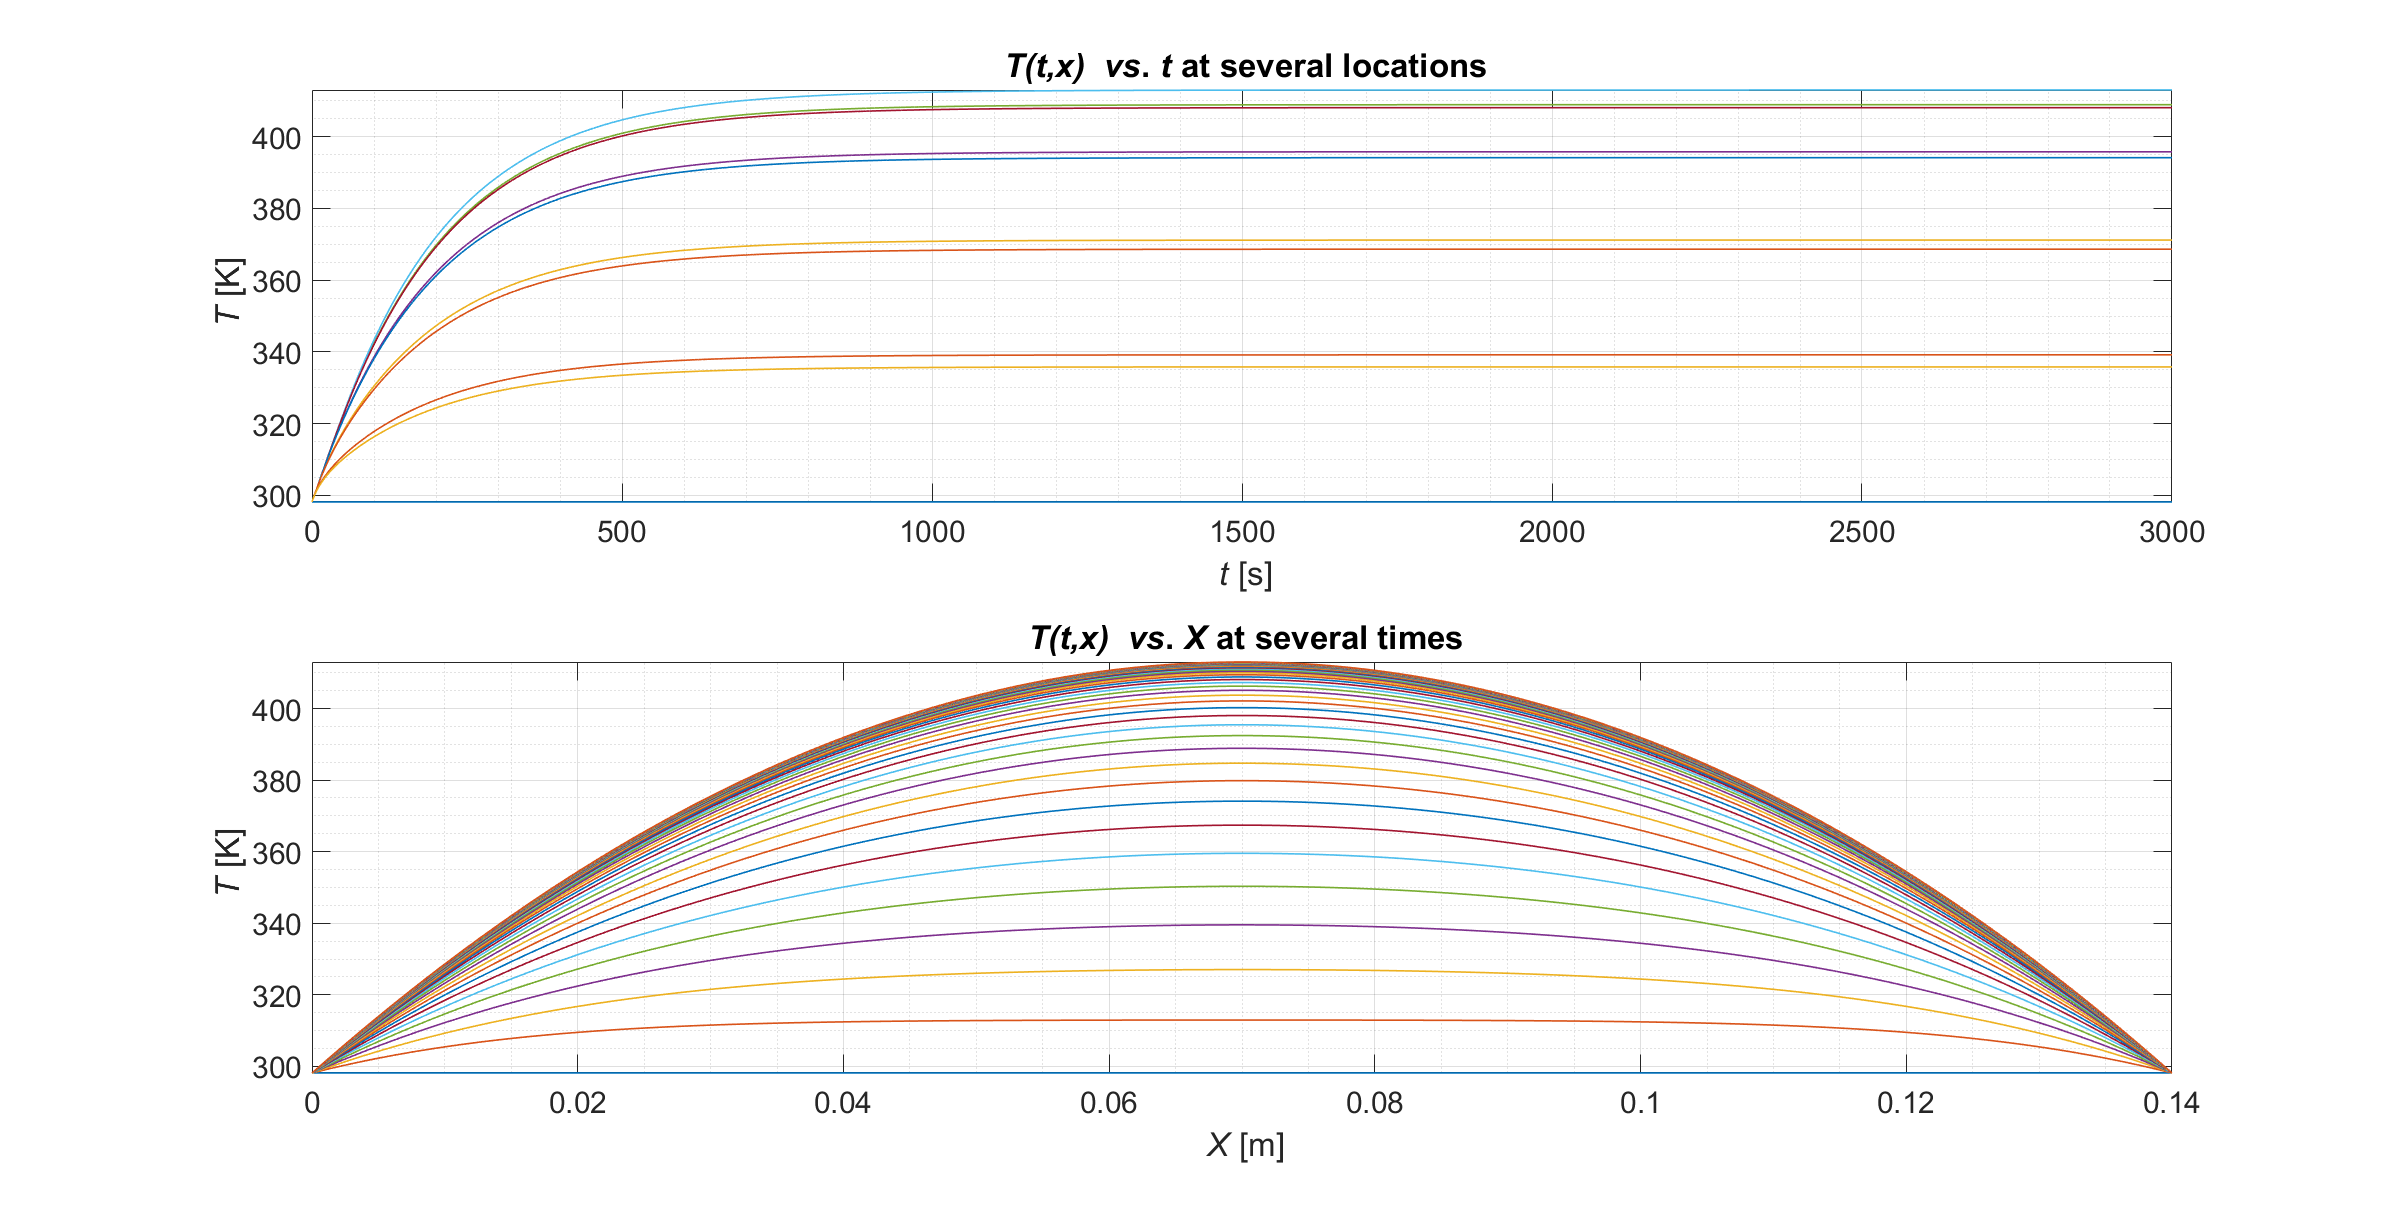 T(t,x) vs. t at several locations
400
380
360
340
320
300
T [K]
0 500 1000 1500 2000 2500 3000
t [s]
T(t,x) vs. X at several times
400
380
360
340
320
300
T [K]
0 0.02 0.04 0.06 0.08 0.1 0.12 0.14
X [m]